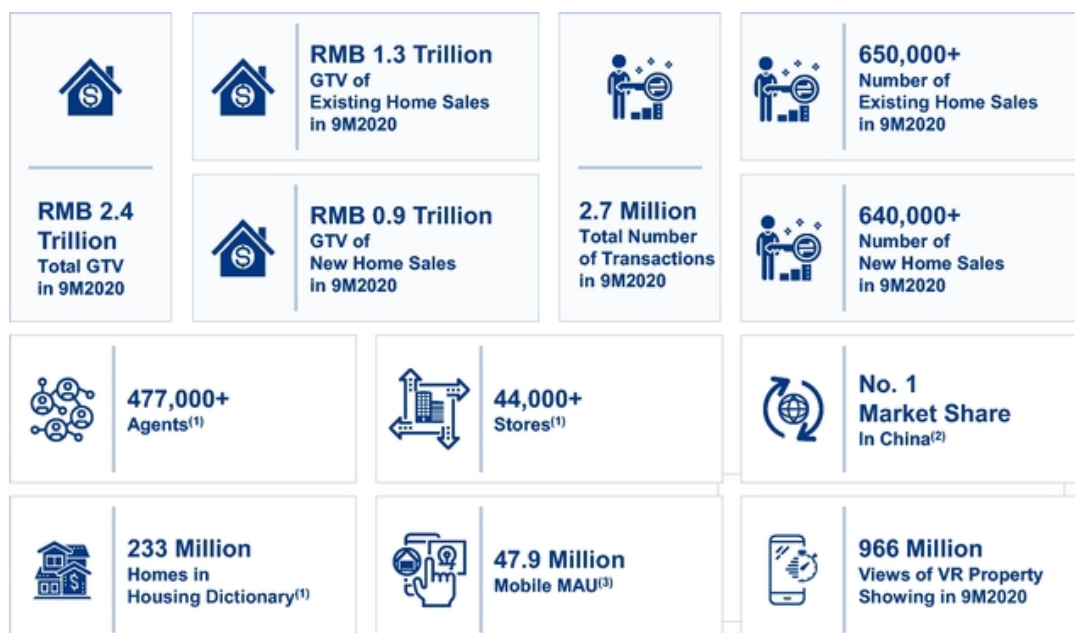 RMB 2.4
Trillion
Total GTV
in 9M2020
RMB 1.3 Trillion
GTV of
Existing Home Sales
in 9M2020
RMB 0.9 Trillion
GTV of
New Home Sales
in 9M2020
2.7 Million
Total Number
of Transactions
in 9M2020
650,000+
Number of
Existing Home Sales
in 9M2020
640,000+
Number of
New Home Sales
in 9M2020
477,000+
Agents(1)
44,000+
Stores(1)
No. 1
Market Share
In China(2)
233 Million
Homes in
Housing Dictionary(1)
47.9 Million
Mobile MAU(3)
966 Million
Views of VR Property
Showing in 9M2020